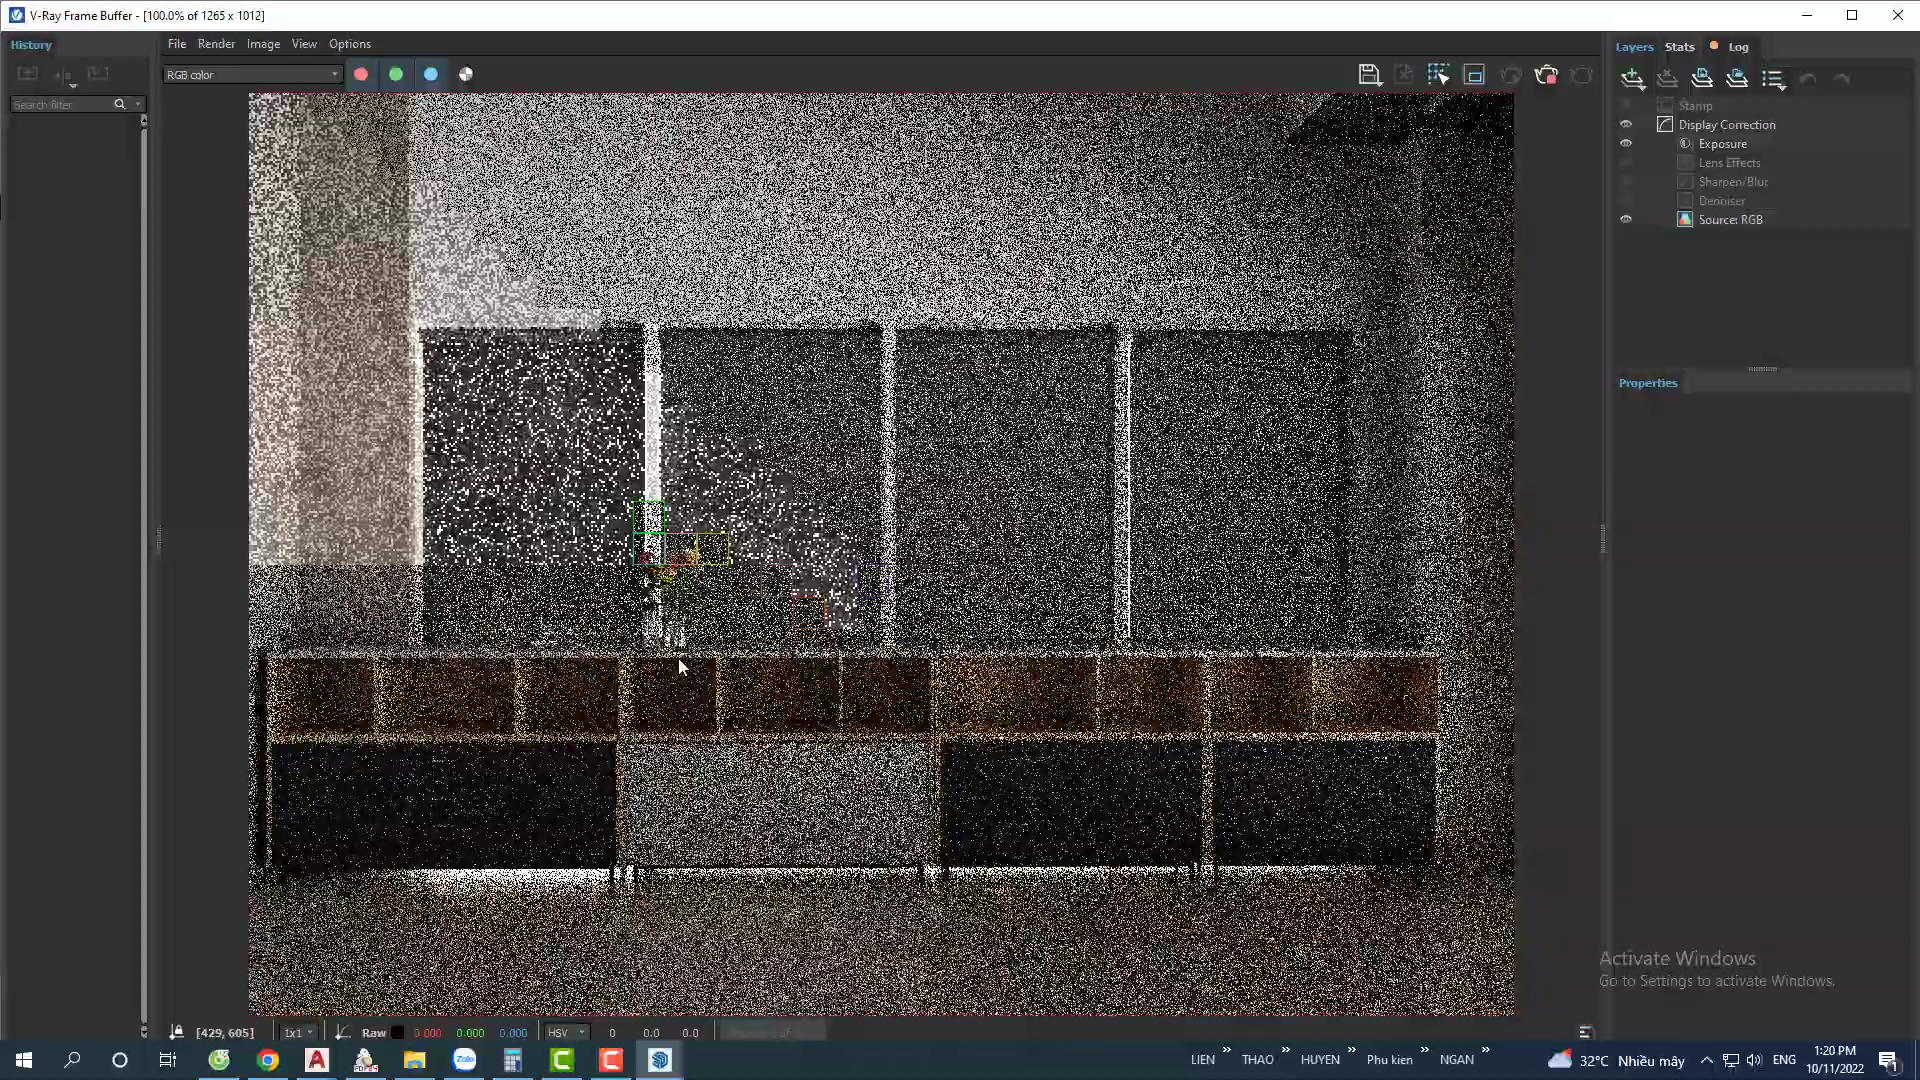 V-Ray Frame Buffer - [100.0% of 1265 x 1012]
History
File Render Image View Options
Layers Stats Log
RGB color
Search filter
Stamp
Display Correction
Exposure
Lens Effects
Sharpen/Blur
Denoiser
Source: RGB
Properties
Activate Windows
Go to Settings to activate Windows.
[429, 605] 1x1 Raw 0.000 0.000 0.000 HSV 0 0.0 0.0
LIEN THAO HUYEN Phu kien NGAN 32°C Nhiều mây ENG 1:20 PM
10/11/2022
Zalo